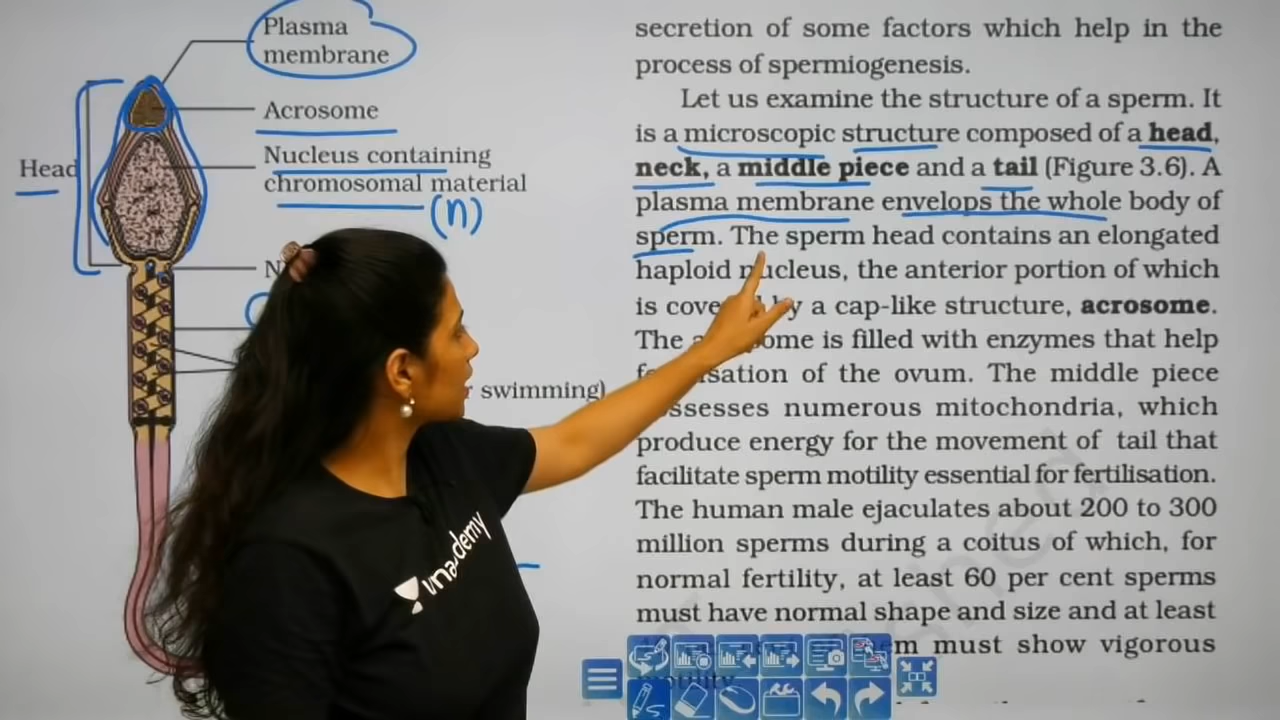 Plasma
membrane
Acrosome
Nucleus containing
chromosomal material
(n)
Head
swimming)
secretion of some factors which help in the
process of spermiogenesis.
Let us examine the structure of a sperm. It
is a microscopic structure composed of a head,
neck, a middle piece and a tail (Figure 3.6). A
plasma membrane envelops the whole body of
sperm. The sperm head contains an elongated
haploid nucleus, the anterior portion of which
is by a cap-like structure, acrosome.
The is filled with enzymes that help
of the ovum. The middle piece
numerous mitochondria, which
produce energy for the movement of tail that
facilitate sperm motility essential for fertilisation.
The human male ejaculates about 200 to 300
million sperms during a coitus of which, for
normal fertility, at least 60 per cent sperms
must have normal shape and size and at least
must show vigorous
unacademy